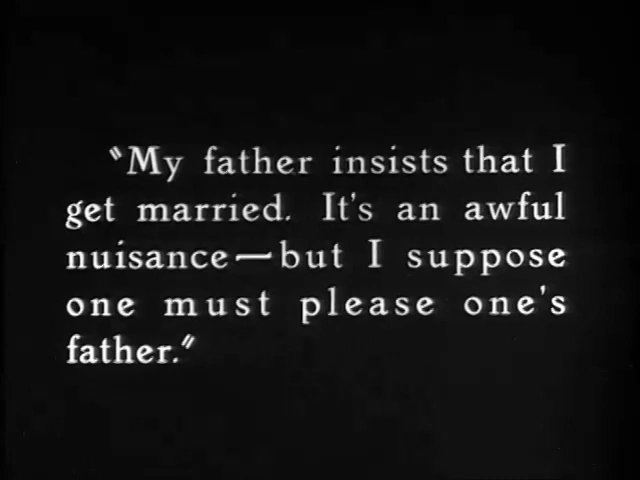 "My father insists that I
get married. It's an awful
nuisance—but I suppose
one must please one's
father."